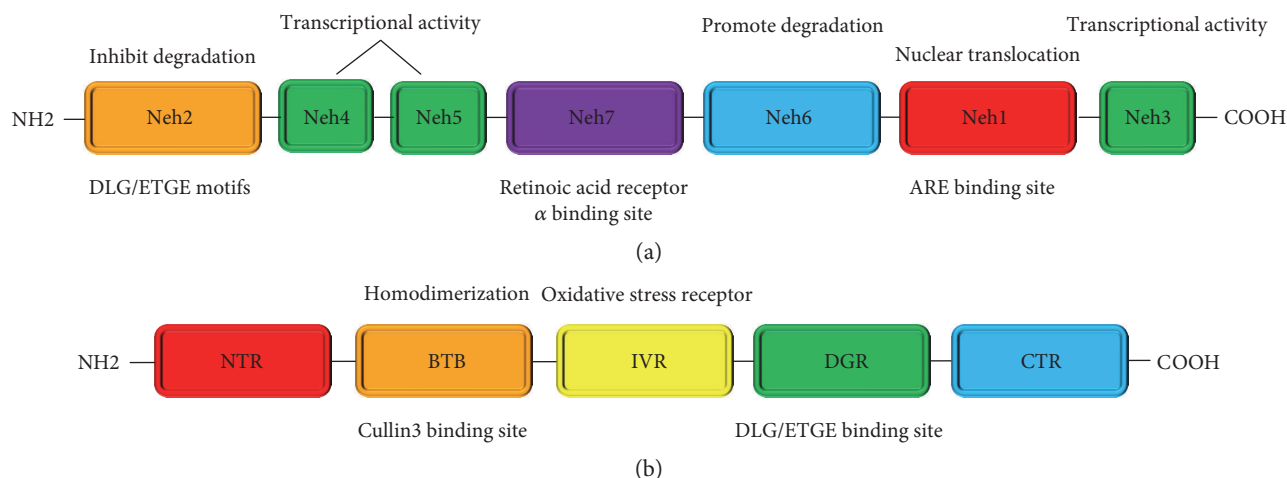 Transcriptional activity
Promote degradation
Transcriptional activity
Inhibit degradation
Nuclear translocation
NH2
Neh2
Neh4
Neh5
Neh7
Neh6
Neh1
Neh3
COOH
DLG/ETGE motifs
Retinoic acid receptor
α binding site
ARE binding site
(a)
Homodimerization
Oxidative stress receptor
NH2
NTR
BTB
IVR
DGR
CTR
COOH
Cullin3 binding site
DLG/ETGE binding site
(b)